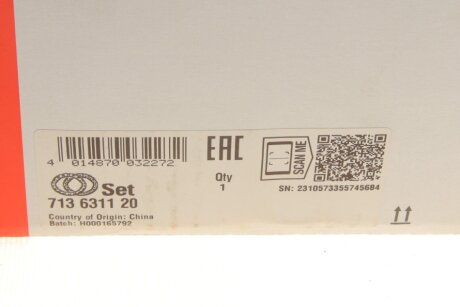 4 014870 032272
EAC
Qty
1
SCAN ME
SN: 2310573355745684
Set
713 6311 20
Country of Origin: China
Batch: H000165792